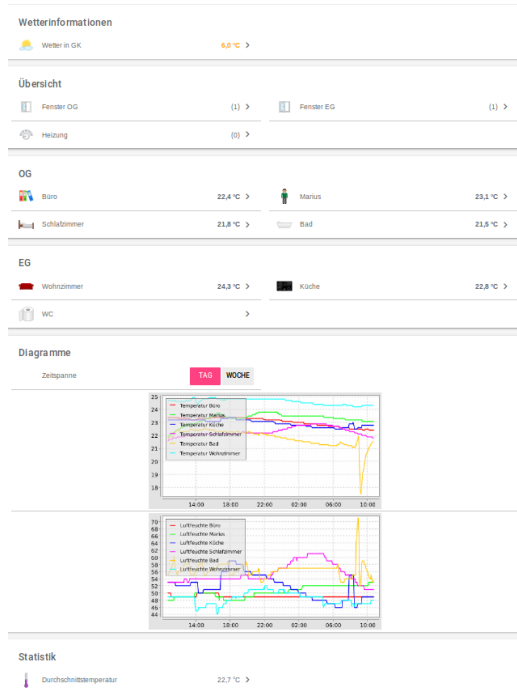 Wetterinformationen
Wetter in GK 6,0 °C
Übersicht
Fenster OG (1)
Fenster EG (1)
Heizung (0)
OG
Büro 22,4 °C
Marius 23,1 °C
Schlafzimmer 21,8 °C
Bad 21,5 °C
EG
Wohnzimmer 24,3 °C
Küche 22,8 °C
WC
Diagramme
Zeitspanne TAG WOCHE
25
24
23
22
21
20
19
18
Temperatur Büro
Temperatur Marius
Temperatur Küche
Temperatur Schlafzimmer
Temperatur Bad
Temperatur Wohnzimmer
14:00 18:00 22:00 02:00 06:00 10:00
70
68
66
64
62
60
58
56
54
52
50
48
46
44
Luftfeuchte Büro
Luftfeuchte Marius
Luftfeuchte Küche
Luftfeuchte Schlafzimmer
Luftfeuchte Bad
Luftfeuchte Wohnzimmer
14:00 18:00 22:00 02:00 06:00 10:00
Statistik
Durchschnittstemperatur 22,7 °C